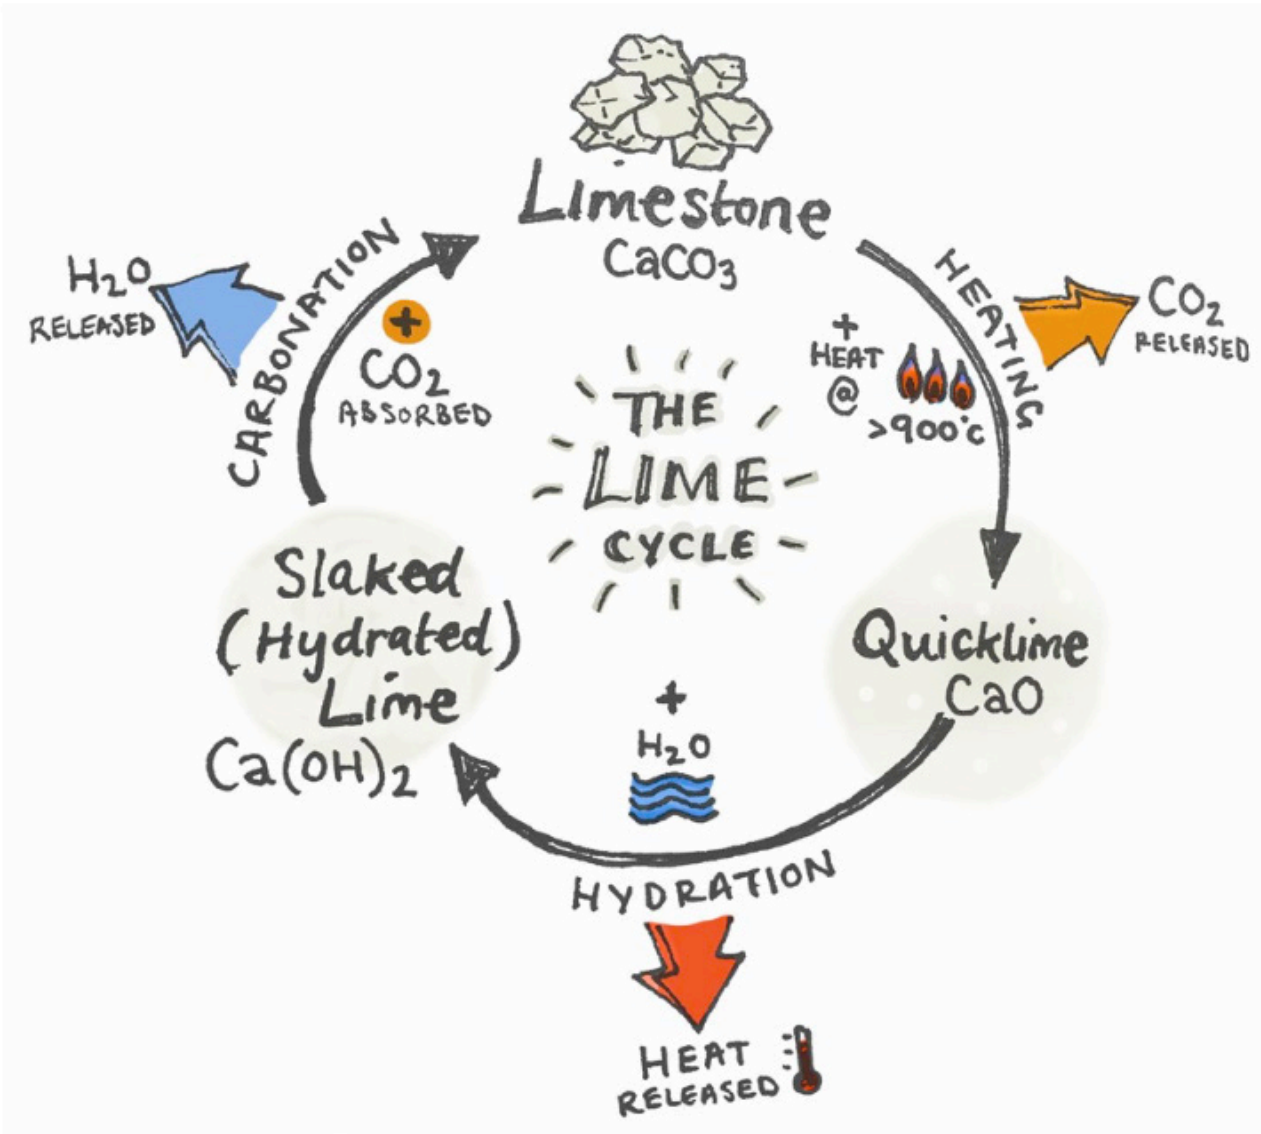 Limestone
CaCO₃
HEATING
+
HEAT
@
>900°C
CO₂
RELEASED
Quicklime
CaO
+
H₂O
HYDRATION
HEAT
RELEASED
Slaked
(Hydrated)
Lime
Ca(OH)₂
CARBONATION
+
CO₂
ABSORBED
H₂O
RELEASED
THE
LIME
CYCLE